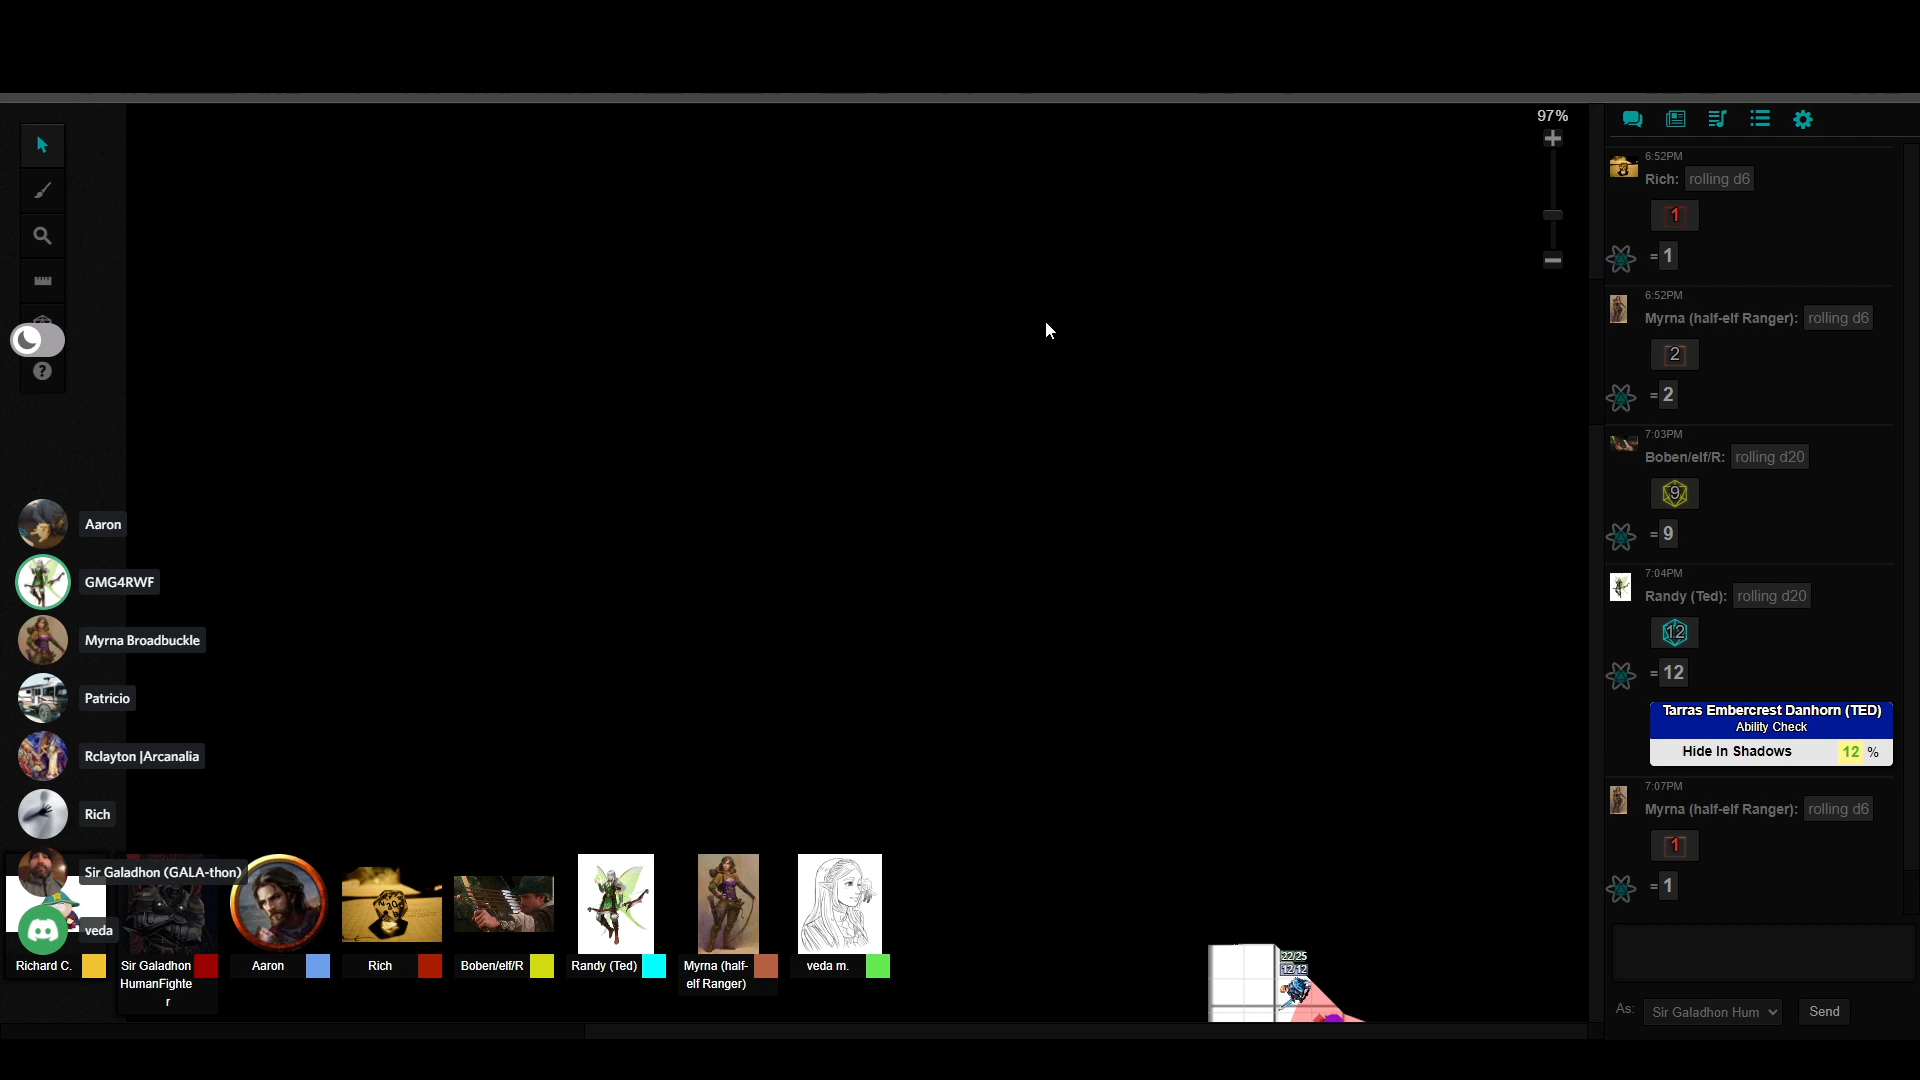 97%
6:52PM
Rich: rolling d6
1
=1
6:52PM
Myrna (half-elf Ranger): rolling d6
2
=2
7:03PM
Boben/elf/R: rolling d20
9
=9
7:04PM
Randy (Ted): rolling d20
12
=12
Tarras Embercrest Danhorn (TED)
Ability Check
Hide In Shadows 12 %
7:07PM
Myrna (half-elf Ranger): rolling d6
1
=1
As: Sir Galadhon Hum Send
?
Aaron
GMG4RWF
Myrna Broadbuckle
Patricio
Rclayton |Arcanalia
Rich
Sir Galadhon (GALA-thon)
veda
Richard C.
Sir Galadhon
HumanFighte
r
Aaron
Rich
Boben/elf/R
Randy (Ted)
Myrna (half-
elf Ranger)
veda m.
22/25
12/12